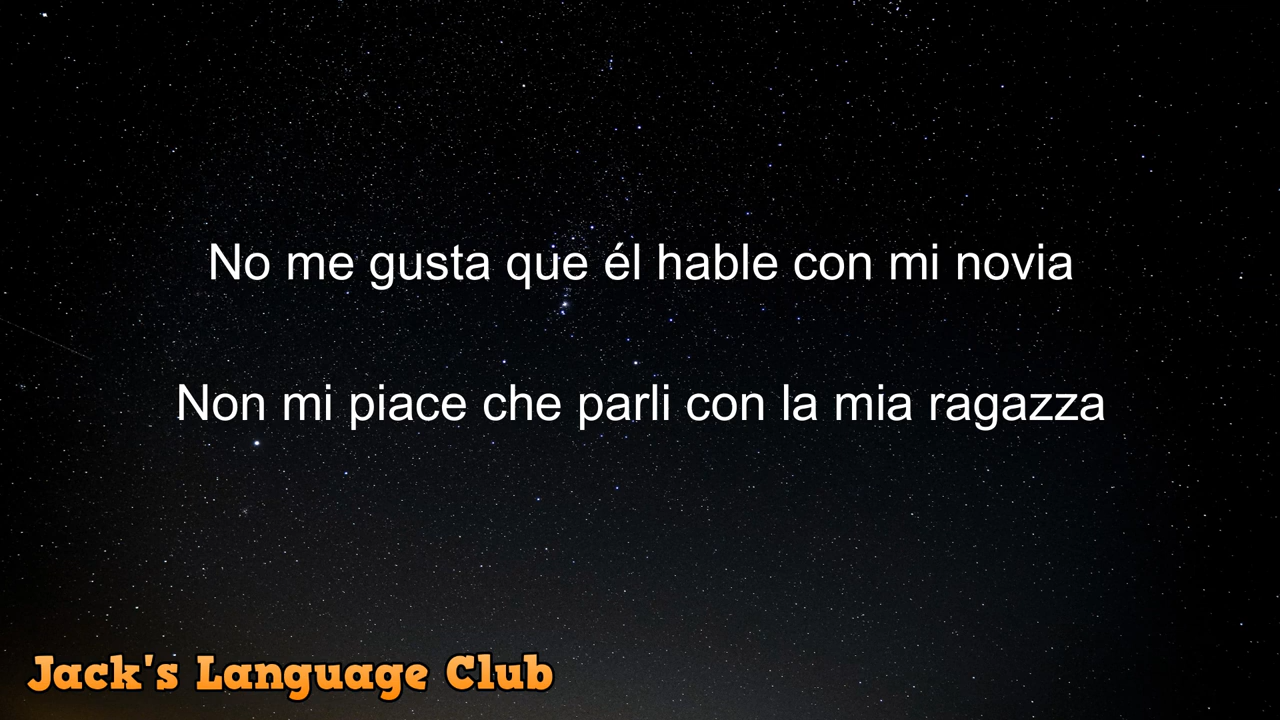 No me gusta que él hable con mi novia
Non mi piace che parli con la mia ragazza
Jack's Language Club